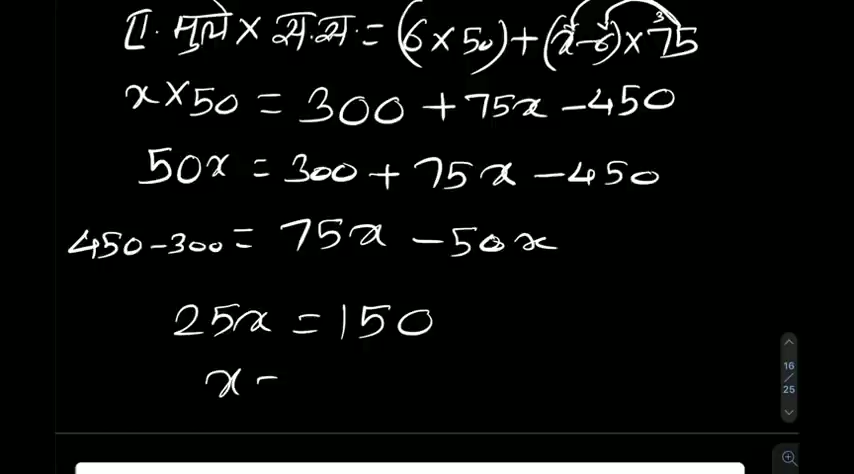 ए. मुले × स.स. = (6 × 50) + (x - 6) × 75
x × 50 = 300 + 75x - 450
50x = 300 + 75x - 450
450 - 300 = 75x - 50x
25x = 150
x =
16
/
25